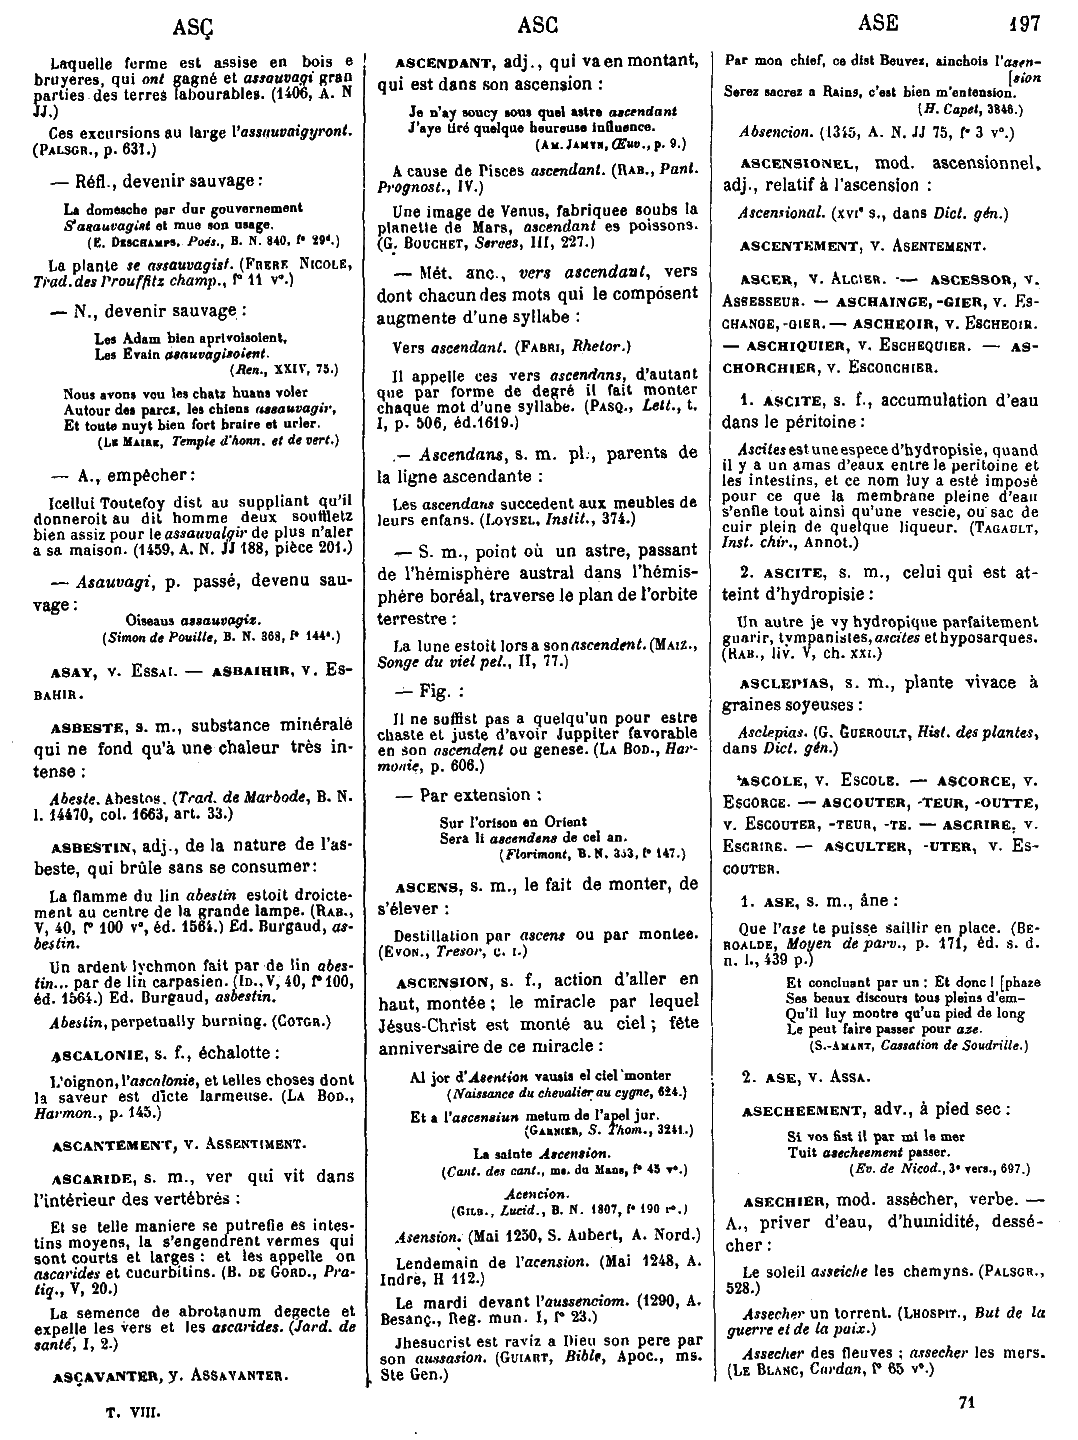 ASÇ
ASC
ASE
197
Laquelle ferme est assise en bois e
bruyeres, qui ont gagné et assauvagi gran
parties des terres labourables. (1406, A. N
JJ.)
Ces excursions au large l'assauvaigyront.
(PALSGR., p. 631.)
— Réfl., devenir sauvage :
La domesche par dur gouvernement
S'asauvagist et mue son usage.
(E. DESCHAMPS, Poés., B. N. 840, f° 29d.)
La plante se assauvagist. (FRERE NICOLE,
Trad. des Prouffitz champ., f° 11 v°.)
— N., devenir sauvage :
Les Adam bien aprivoisoient,
Les Evain asauvagisoient.
(Ren., XXIV, 75.)
Nous avons vou les chatz huans voler
Autour des parcz, les chiens assauvagir,
Et toute nuyt bien fort braire et urler.
(LE MAIRE, Temple d'honn. et de vert.)
— A., empêcher :
Icellui Toutefoy dist au suppliant qu'il
donneroit au dit homme deux souffletz
bien assiz pour le assauvalgir de plus n'aler
a sa maison. (1459, A. N. JJ 188, pièce 201.)
— Asauvagi, p. passé, devenu sau-
vage :
Oiseaus assauvagiz.
(Simon de Pouille, B. N. 368, f° 144a.)
ASAY, v. ESSAI. — ASBAIHIR, v. ES-
BAHIR.
ASBESTE, s. m., substance minérale
qui ne fond qu'à une chaleur très in-
tense :
Abeste. Abestos. (Trad. de Marbode, B. N.
l. 14470, col. 1663, art. 33.)
ASBESTIN, adj., de la nature de l'as-
beste, qui brûle sans se consumer :
La flamme du lin abestin estoit droicte-
ment au centre de la grande lampe. (RAB.,
V, 40, f° 100 v°, éd. 1564.) Ed. Burgaud, as-
bestin.
Un ardent lychmon fait par de lin abes-
tin... par de lin carpasien. (ID., V, 40, f° 100,
éd. 1564.) Ed. Burgaud, asbestin.
Abestin, perpetually burning. (COTGR.)
ASCALONIE, s. f., échalotte :
L'oignon, l'ascalonie, et telles choses dont
la saveur est dicte larmeuse. (LA BOD.,
Harmon., p. 145.)
ASCANTEMENT, v. ASSENTIMENT.
ASCARIDE, s. m., ver qui vit dans
l'intérieur des vertébrés :
Et se telle maniere se putrefie es intes-
tins moyens, la s'engendrent vermes qui
sont courts et larges : et les appelle on
ascarides et cucurbitins. (B. DE GORD., Pra-
tiq., V, 20.)
La semence de abrotanum degecte et
expelle les vers et les ascarides. (Jard. de
santé, I, 2.)
ASÇAVANTER, v. ASSAVANTER.
T. VIII.
ASCENDANT, adj., qui va en montant,
qui est dans son ascension :
Je n'ay soucy sous quel astre ascendant
J'aye tiré quelque heureuse influence.
(AM. JAMYN, Œuv., p. 9.)
A cause de Pisces ascendant. (RAB., Pant.
Prognost., IV.)
Une image de Venus, fabriquee soubs la
planette de Mars, ascendant es poissons.
(G. BOUCHET, Serees, III, 227.)
— Mét. anc., vers ascendant, vers
dont chacun des mots qui le composent
augmente d'une syllabe :
Vers ascendant. (FABRI, Rhetor.)
Il appelle ces vers ascendans, d'autant
que par forme de degré il fait monter
chaque mot d'une syllabe. (PASQ., Lett., t.
I, p. 506, éd. 1619.)
— Ascendans, s. m. pl., parents de
la ligne ascendante :
Les ascendans succedent aux meubles de
leurs enfans. (LOYSEL, Instit., 374.)
— S. m., point où un astre, passant
de l'hémisphère austral dans l'hémis-
phère boréal, traverse le plan de l'orbite
terrestre :
La lune estoit lors a son ascendent. (MAIZ.,
Songe du viel pel., II, 77.)
— Fig. :
Il ne suffist pas a quelqu'un pour estre
chaste et juste d'avoir Juppiter favorable
en son ascendent ou genese. (LA BOD., Har-
monie, p. 606.)
— Par extension :
Sur l'orison en Orient
Sera li ascendens de cel an.
(Florimont, B. N. 353, f° 147.)
ASCENS, s. m., le fait de monter, de
s'élever :
Destillation par ascens ou par montee.
(EVON., Tresor, c. I.)
ASCENSION, s. f., action d'aller en
haut, montée ; le miracle par lequel
Jésus-Christ est monté au ciel ; fête
anniversaire de ce miracle :
Al jor d'Asention vausis el ciel monter
(Naissance du chevalier au cygne, 624.)
Et a l'ascensiun metum de l'apel jur.
(GARNIER, S. Thom., 3241.)
La sainte Ascension.
(Cant. des cant., ms. du Mans, f° 45 v°.)
Acencion.
(GILB., Lucid., B. N. 1807, f° 190 r°.)
Asension. (Mai 1250, S. Aubert, A. Nord.)
Lendemain de l'acension. (Mai 1248, A.
Indre, H 112.)
Le mardi devant l'aussenciom. (1290, A.
Besanç., Reg. mun. I, f° 23.)
Jhesucrist est raviz a Dieu son pere par
son aussasion. (GUIART, Bible, Apoc., ms.
Ste Gen.)
Par mon chief, ce dist Beuvez, ainchois l'asen-
[sion
Serez sacrez a Rains, c'est bien m'entension.
(H. Capet, 3846.)
Absencion. (1345, A. N. JJ 75, f° 3 v°.)
ASCENSIONEL, mod. ascensionnel,
adj., relatif à l'ascension :
Ascensional. (XVIe s., dans Dict. gén.)
ASCENTEMENT, v. ASENTEMENT.
ASCER, v. ALCIER. — ASCESSOR, v.
ASSESSEUR. — ASCHAINGE, -GIER, v. ES-
CHANGE, -GIER. — ASCHEOIR, v. ESCHEOIR.
— ASCHIQUIER, v. ESCHEQUIER. — AS-
CHORCHIER, v. ESCORCHIER.
1. ASCITE, s. f., accumulation d'eau
dans le péritoine :
Ascites est une espece d'hydropisie, quand
il y a un amas d'eaux entre le peritoine et
les intestins, et ce nom luy a esté imposé
pour ce que la membrane pleine d'eau
s'enfle tout ainsi qu'une vescie, ou sac de
cuir plein de quelque liqueur. (TAGAULT,
Inst. chir., Annot.)
2. ASCITE, s. m., celui qui est at-
teint d'hydropisie :
Un autre je vy hydropique parfaitement
guarir, tympanistes, ascites et hyposarques.
(RAB., liv. V, ch. XXI.)
ASCLEPIAS, s. m., plante vivace à
graines soyeuses :
Asclepias. (G. GUEROULT, Hist. des plantes,
dans Dict. gén.)
ASCOLE, v. ESCOLE. — ASCORCE, v.
ESCORCE. — ASCOUTER, -TEUR, -OUTTE,
v. ESCOUTER, -TEUR, -TE. — ASCRIRE, v.
ESCRIRE. — ASCULTER, -UTER, v. ES-
COUTER.
1. ASE, s. m., âne :
Que l'ase te puisse saillir en place. (BE-
ROALDE, Moyen de parv., p. 171, éd. s. d.
n. l., 439 p.)
Et concluant par un : Et donc ! [phaze
Ses beaux discours tous pleins d'em-
Qu'il luy montre qu'un pied de long
Le peut faire passer pour aze.
(S.-AMANT, Cassation de Soudrille.)
2. ASE, v. ASSA.
ASECHEEMENT, adv., à pied sec :
Si vos fist il par mi le mer
Tuit asecheement passer.
(Ev. de Nicod., 3e vers., 697.)
ASECHIER, mod. assécher, verbe. —
A., priver d'eau, d'humidité, dessé-
cher :
Le soleil asseiche les chemyns. (PALSGR.,
528.)
Assecher un torrent. (LHOSPIT., But de la
guerre et de la paix.)
Assecher des fleuves ; assecher les mers.
(LE BLANC, Cardan, f° 65 v°.)
71